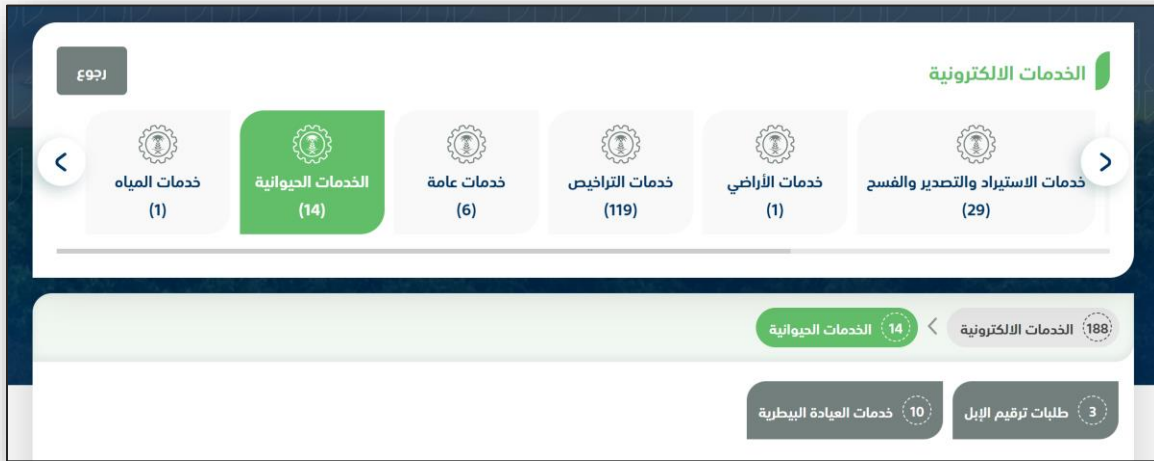 الخدمات الالكترونية
رجوع
خدمات الاستيراد والتصدير والفسح
(29)
خدمات الأراضي
(1)
خدمات التراخيص
(119)
خدمات عامة
(6)
الخدمات الحيوانية
(14)
خدمات المياه
(1)
188 الخدمات الالكترونية
14 الخدمات الحيوانية
3 طلبات ترقيم الإبل
10 خدمات العيادة البيطرية